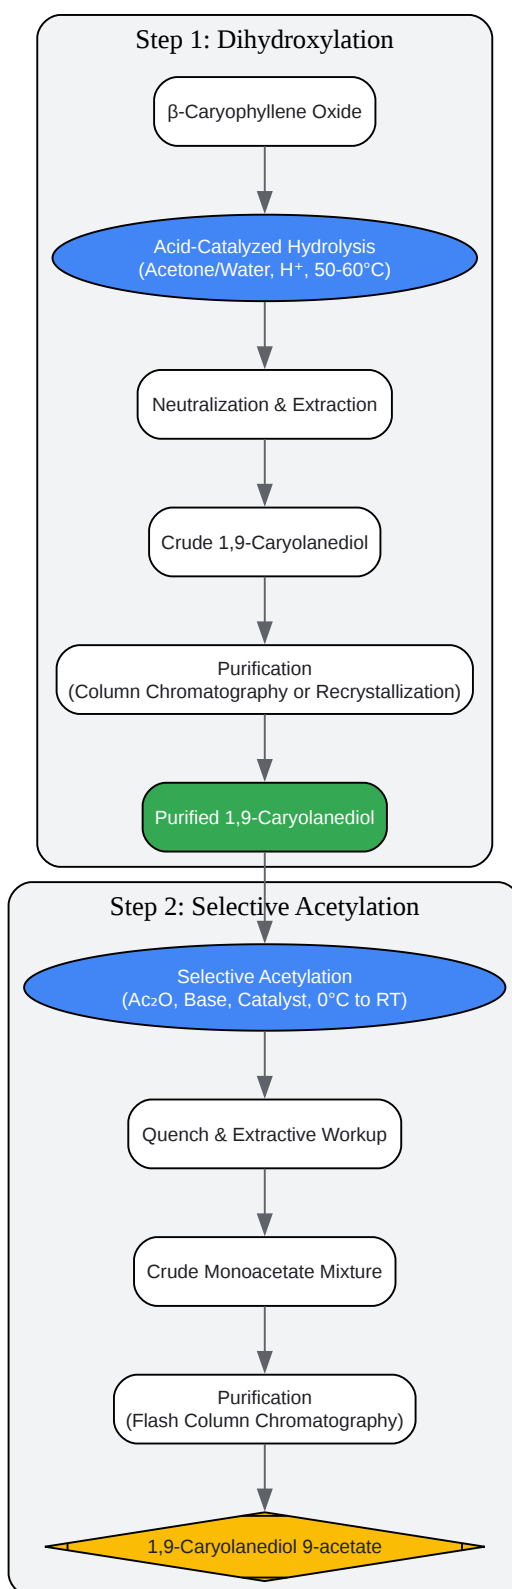 Step 1: Dihydroxylation
β-Caryophyllene Oxide
Acid-Catalyzed Hydrolysis
(Acetone/Water, H⁺, 50-60°C)
Neutralization & Extraction
Crude 1,9-Caryolanediol
Purification
(Column Chromatography or Recrystallization)
Purified 1,9-Caryolanediol
Step 2: Selective Acetylation
Selective Acetylation
(Ac₂O, Base, Catalyst, 0°C to RT)
Quench & Extractive Workup
Crude Monoacetate Mixture
Purification
(Flash Column Chromatography)
1,9-Caryolanediol 9-acetate